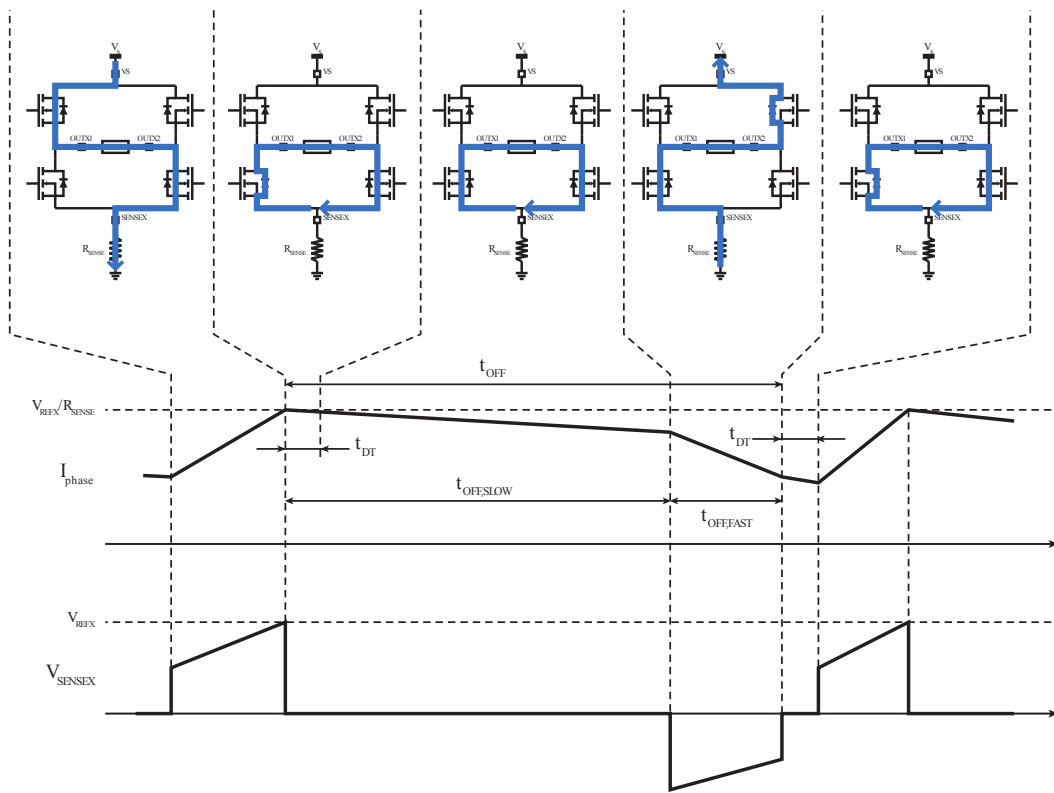 Vs Vs Vs Vs Vs
VS VS VS VS VS
OUTX1 OUTX2 OUTX1 OUTX2 OUTX1 OUTX2 OUTX1 OUTX2 OUTX1 OUTX2
SENSEX SENSEX SENSEX SENSEX SENSEX
RSENSE RSENSE RSENSE RSENSE RSENSE
tOFF
VREFX/RSENSE
tDT tDT
Iphase
tOFF,SLOW
tOFF,FAST
VREFX
VSENSEX